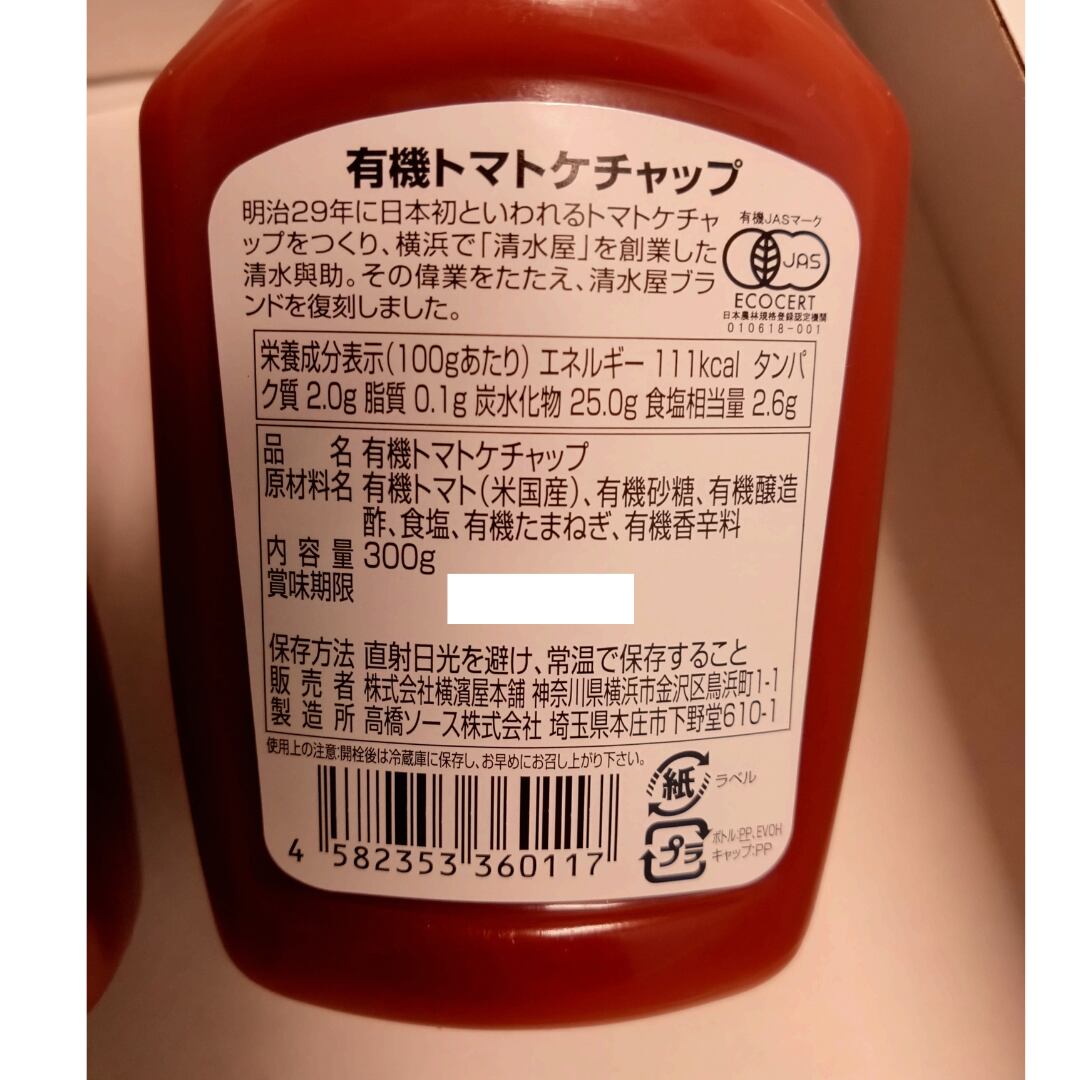 有機トマトケチャップ
明治29年に日本初といわれるトマトケチャ
ップをつくり、横浜で「清水屋」を創業した
清水與助。その偉業をたたえ、清水屋ブラ
ンドを復刻しました。
有機JASマーク
JAS
ECOCERT
日本農林規格登録認定機関
010618-001
栄養成分表示(100gあたり) エネルギー 111kcal タンパ
ク質 2.0g 脂質 0.1g 炭水化物 25.0g 食塩相当量 2.6g
品名 有機トマトケチャップ
原材料名 有機トマト(米国産)、有機砂糖、有機醸造
酢、食塩、有機たまねぎ、有機香辛料
内容量 300g
賞味期限
保存方法 直射日光を避け、常温で保存すること
販売者 株式会社横濱屋本舗 神奈川県横浜市金沢区鳥浜町1-1
製造所 高橋ソース株式会社 埼玉県本庄市下野堂610-1
使用上の注意:開栓後は冷蔵庫に保存し、お早めにお召し上がり下さい。
紙 ラベル
プラ ボトル:PP、EVOH
キャップ:PP
4 582353 360117